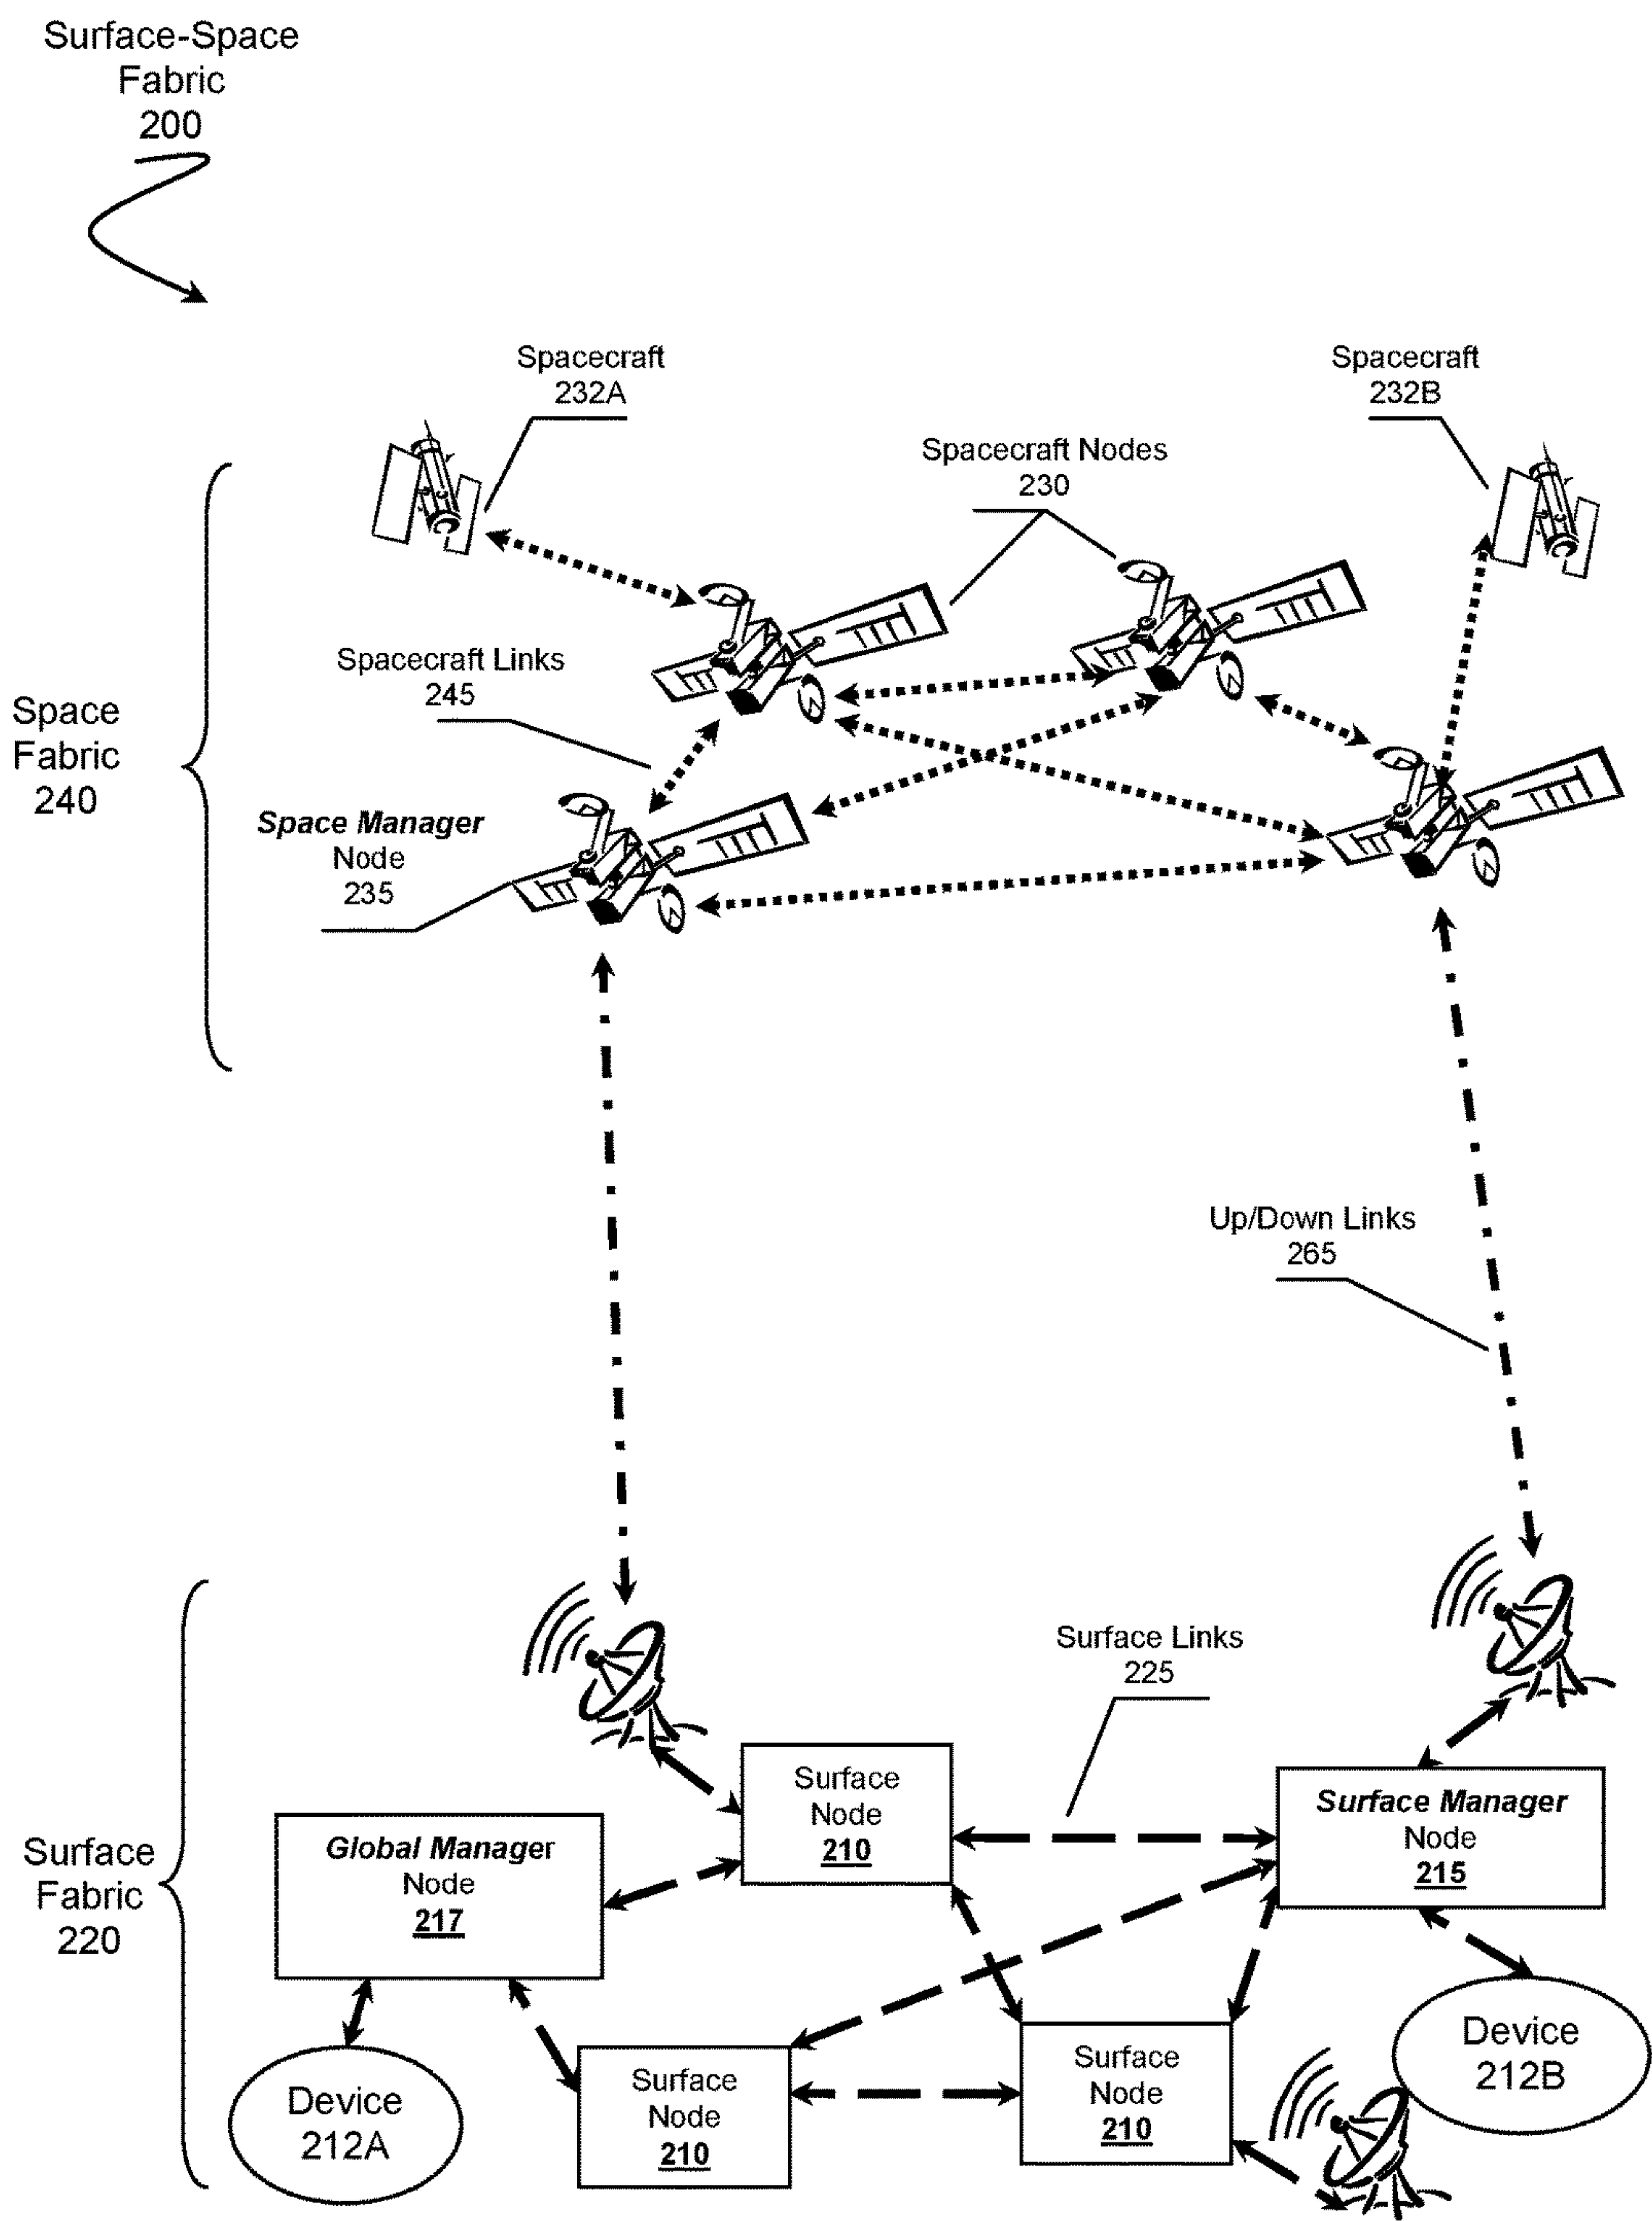 Surface-Space
Fabric
200
Spacecraft
232A
Spacecraft
232B
Spacecraft Nodes
230
Spacecraft Links
245
Space
Fabric
240
Space Manager
Node
235
Up/Down Links
265
Surface Links
225
Surface
Node
210
Surface Manager
Node
215
Global Manager
Node
217
Surface
Fabric
220
Device
212B
Surface
Node
210
Surface
Node
210
Device
212A